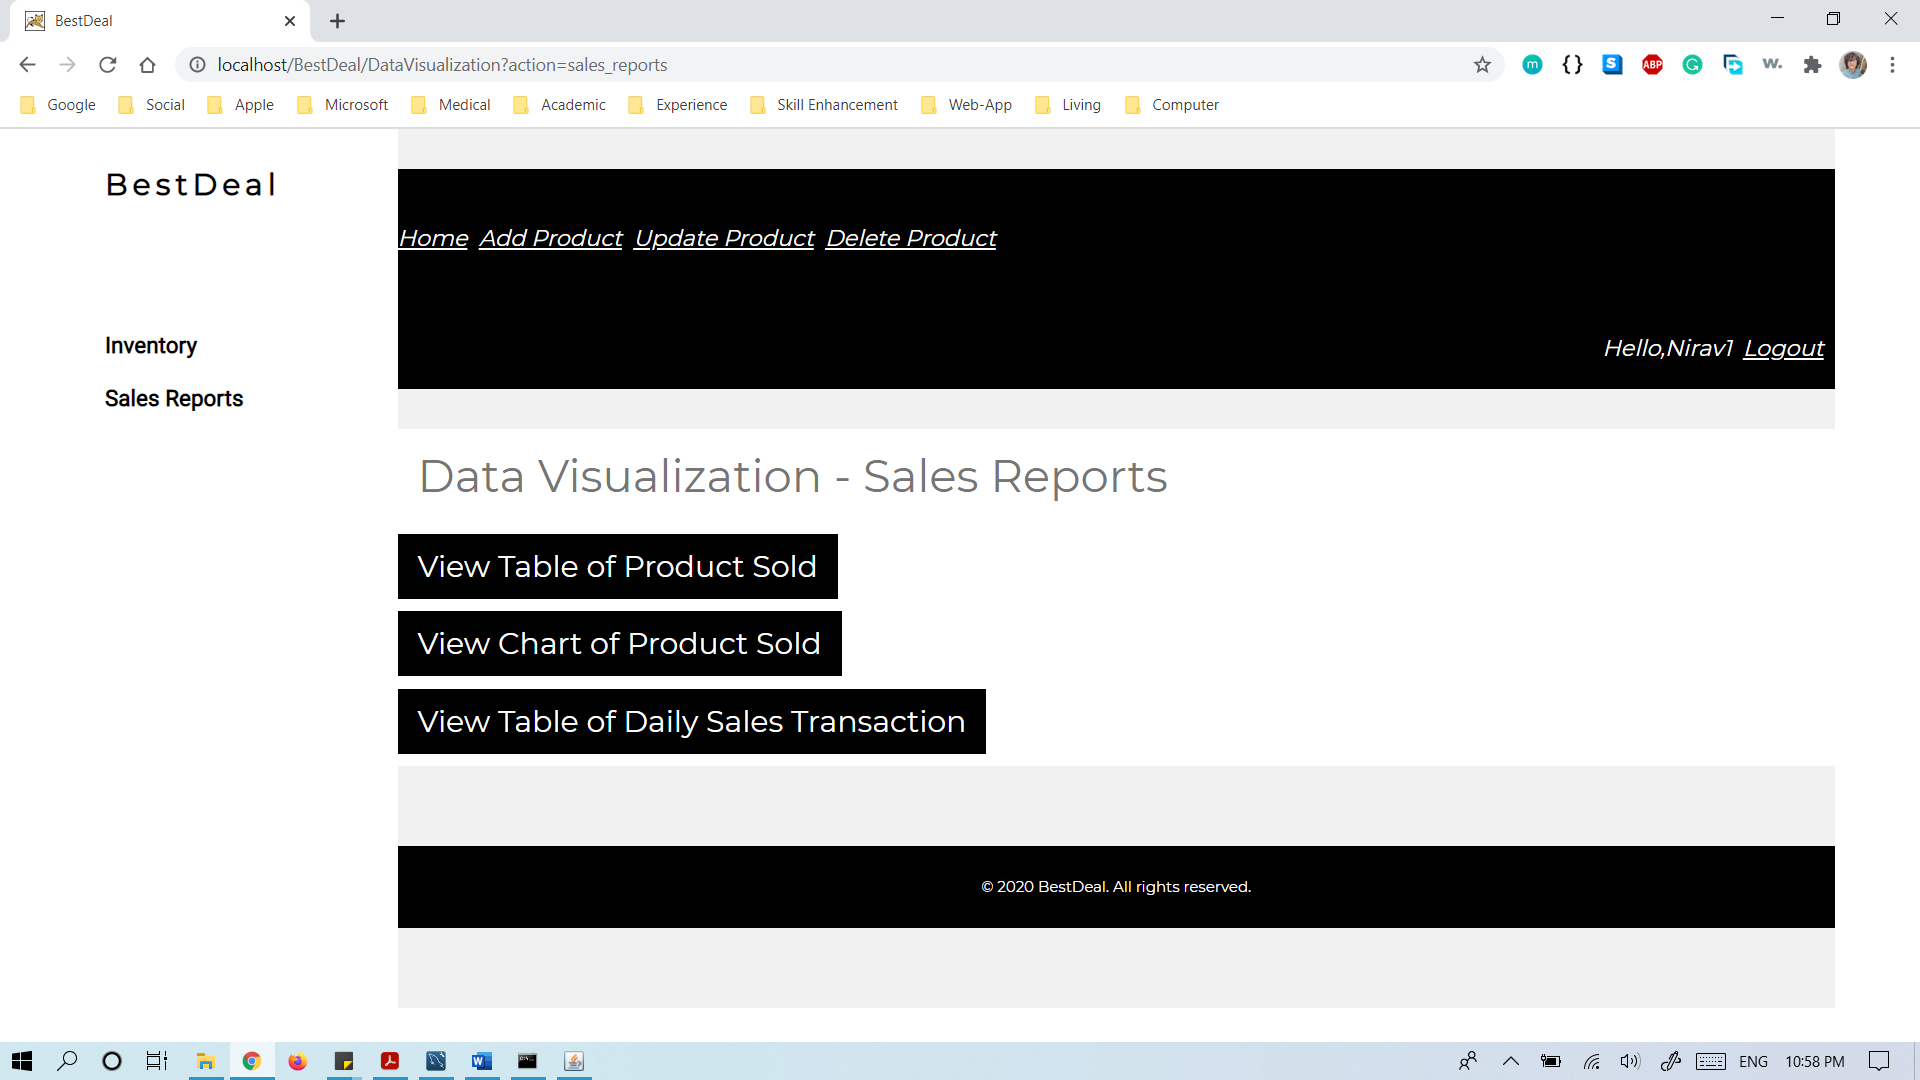 BestDeal
localhost/BestDeal/DataVisualization?action=sales_reports
m {} S ABP G w.
Google Social Apple Microsoft Medical Academic Experience Skill Enhancement Web-App Living Computer
BestDeal
Home Add Product Update Product Delete Product
Hello,Nirav1 Logout
Inventory
Sales Reports
Data Visualization - Sales Reports
View Table of Product Sold
View Chart of Product Sold
View Table of Daily Sales Transaction
© 2020 BestDeal. All rights reserved.
ENG 10:58 PM